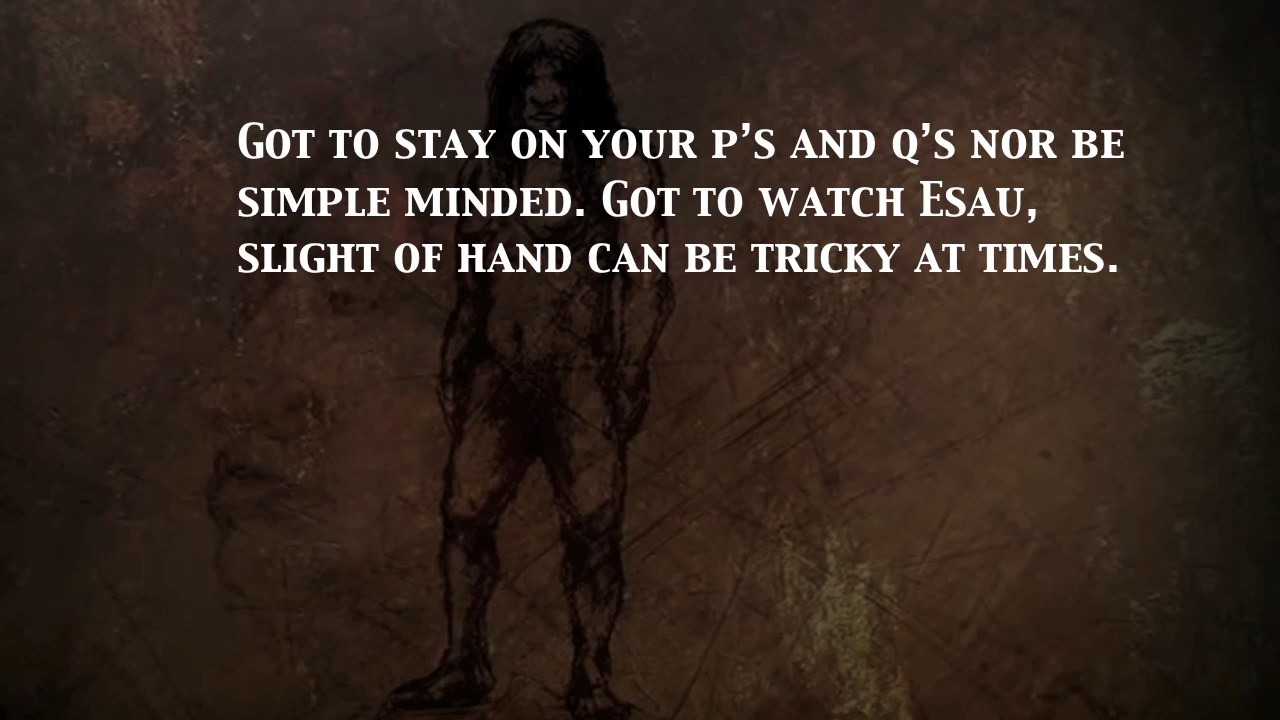 Got to stay on your p’s and q’s nor be
simple minded. Got to watch Esau,
slight of hand can be tricky at times.